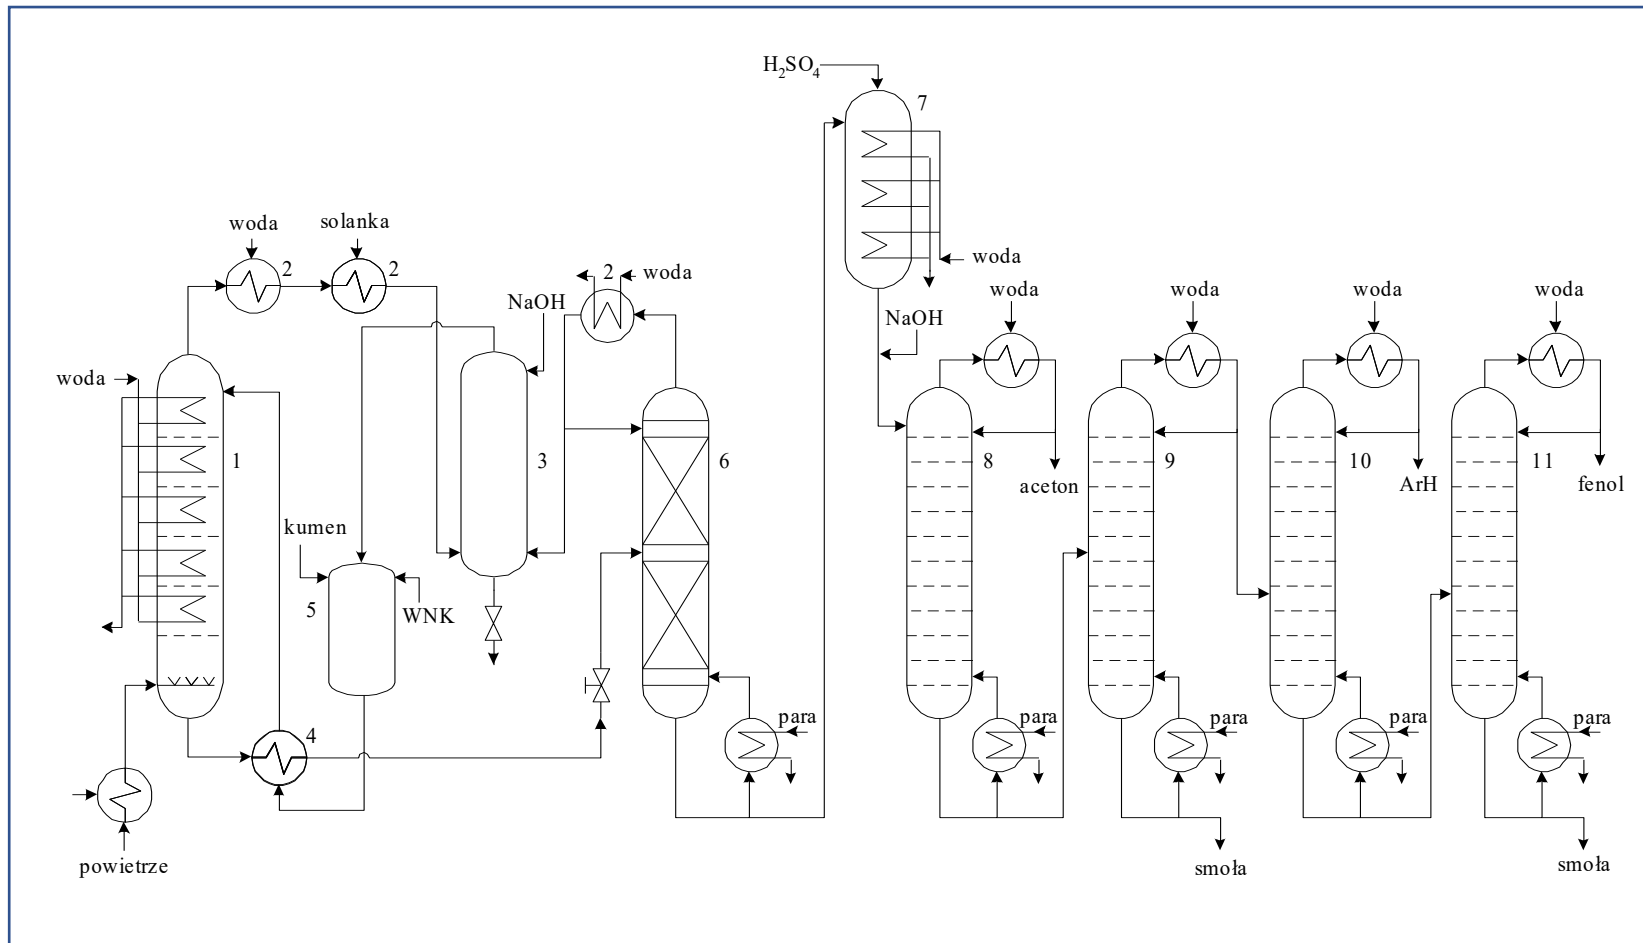 H₂SO₄
7
woda
solanka
2
2
2
woda
woda
NaOH
NaOH
woda
woda
woda
woda
woda
1
3
6
8
9
10
11
aceton
ArH
fenol
kumen
5
WNK
4
para
para
para
para
para
powietrze
smoła
smoła